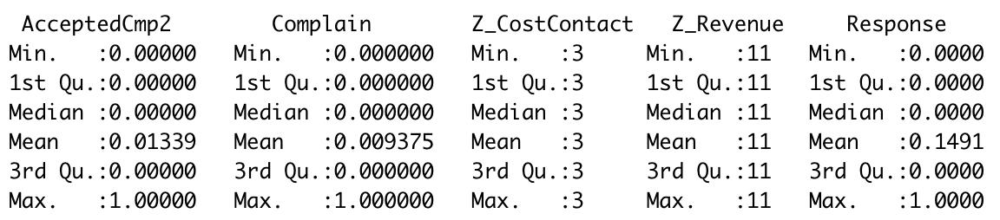 AcceptedCmp2 Complain Z_CostContact Z_Revenue Response
Min. :0.00000 Min. :0.000000 Min. :3 Min. :11 Min. :0.0000
1st Qu.:0.00000 1st Qu.:0.000000 1st Qu.:3 1st Qu.:11 1st Qu.:0.0000
Median :0.00000 Median :0.000000 Median :3 Median :11 Median :0.0000
Mean :0.01339 Mean :0.009375 Mean :3 Mean :11 Mean :0.1491
3rd Qu.:0.00000 3rd Qu.:0.000000 3rd Qu.:3 3rd Qu.:11 3rd Qu.:0.0000
Max. :1.00000 Max. :1.000000 Max. :3 Max. :11 Max. :1.0000